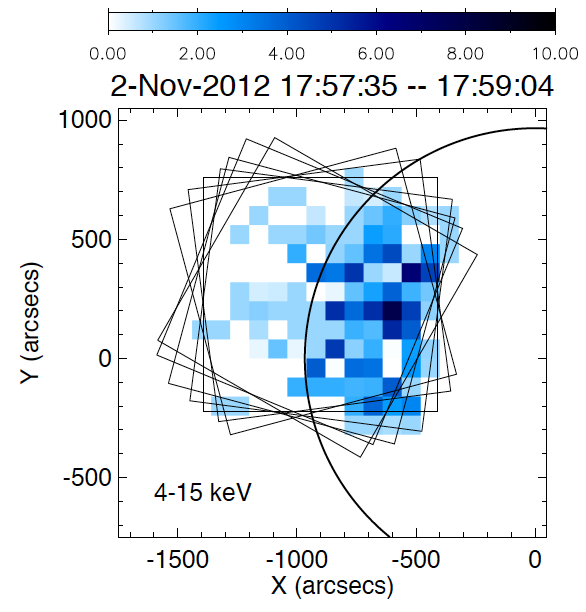 0.00 2.00 4.00 6.00 8.00 10.00
2-Nov-2012 17:57:35 -- 17:59:04
1000
500
0
-500
Y (arcsecs)
4-15 keV
-1500 -1000 -500 0
X (arcsecs)